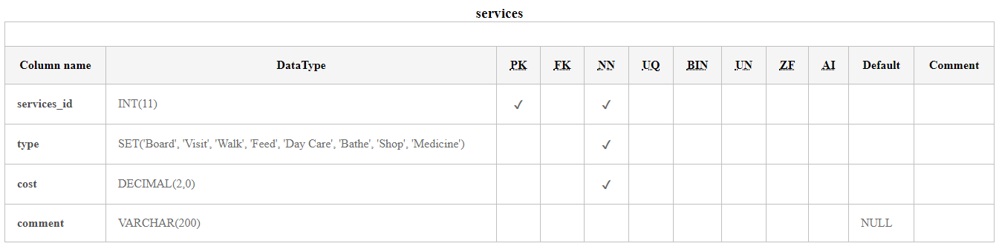 services
Column name DataType PK FK NN UQ BIN UN ZF AI Default Comment
services_id INT(11) ✓ ✓
type SET('Board', 'Visit', 'Walk', 'Feed', 'Day Care', 'Bathe', 'Shop', 'Medicine') ✓
cost DECIMAL(2,0) ✓
comment VARCHAR(200) NULL